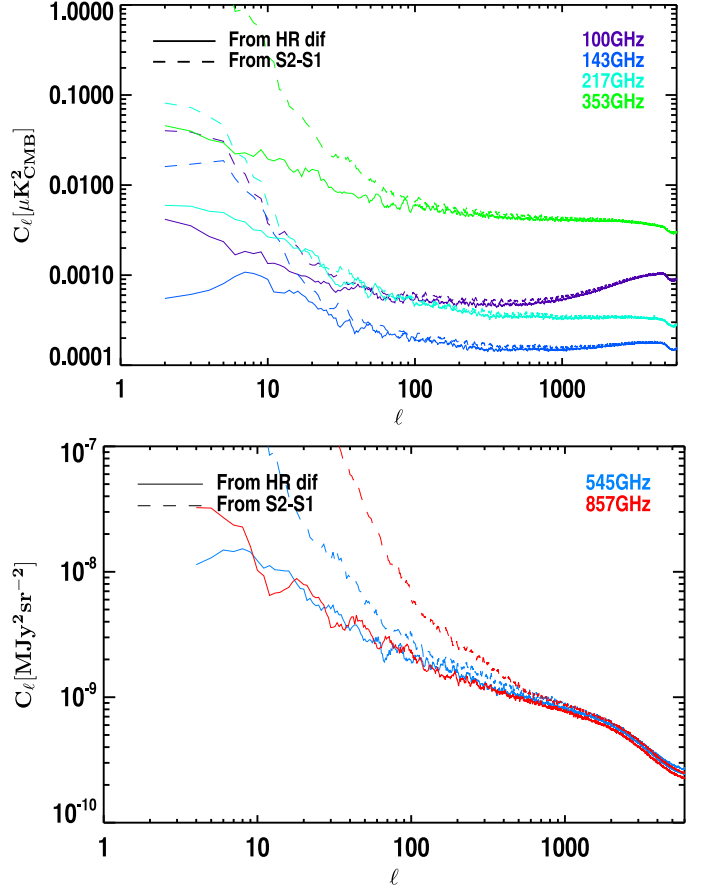 1.0000
From HR dif 100GHz
From S2-S1 143GHz
217GHz
353GHz
0.1000
0.0100
0.0010
0.0001
C_ℓ[μK²_CMB]
1 10 100 1000
ℓ
10⁻⁷
From HR dif 545GHz
From S2-S1 857GHz
10⁻⁸
10⁻⁹
10⁻¹⁰
C_ℓ[MJy²sr⁻²]
1 10 100 1000
ℓ